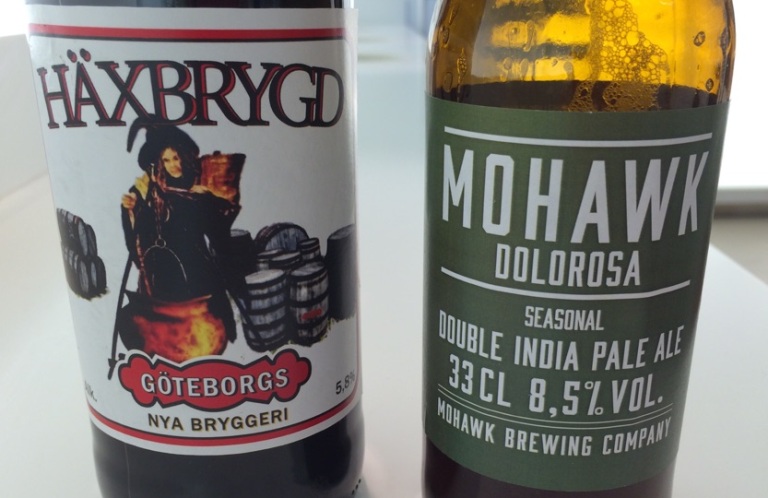 HÄXBRYGD
GÖTEBORGS
5,8%
NYA BRYGGERI
MOHAWK
DOLOROSA
SEASONAL
DOUBLE INDIA PALE ALE
33 CL 8,5% VOL.
MOHAWK BREWING COMPANY